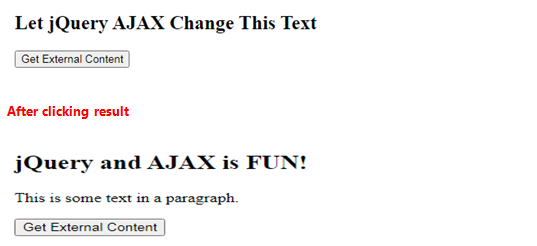 Let jQuery AJAX Change This Text
Get External Content
After clicking result
jQuery and AJAX is FUN!
This is some text in a paragraph.
Get External Content